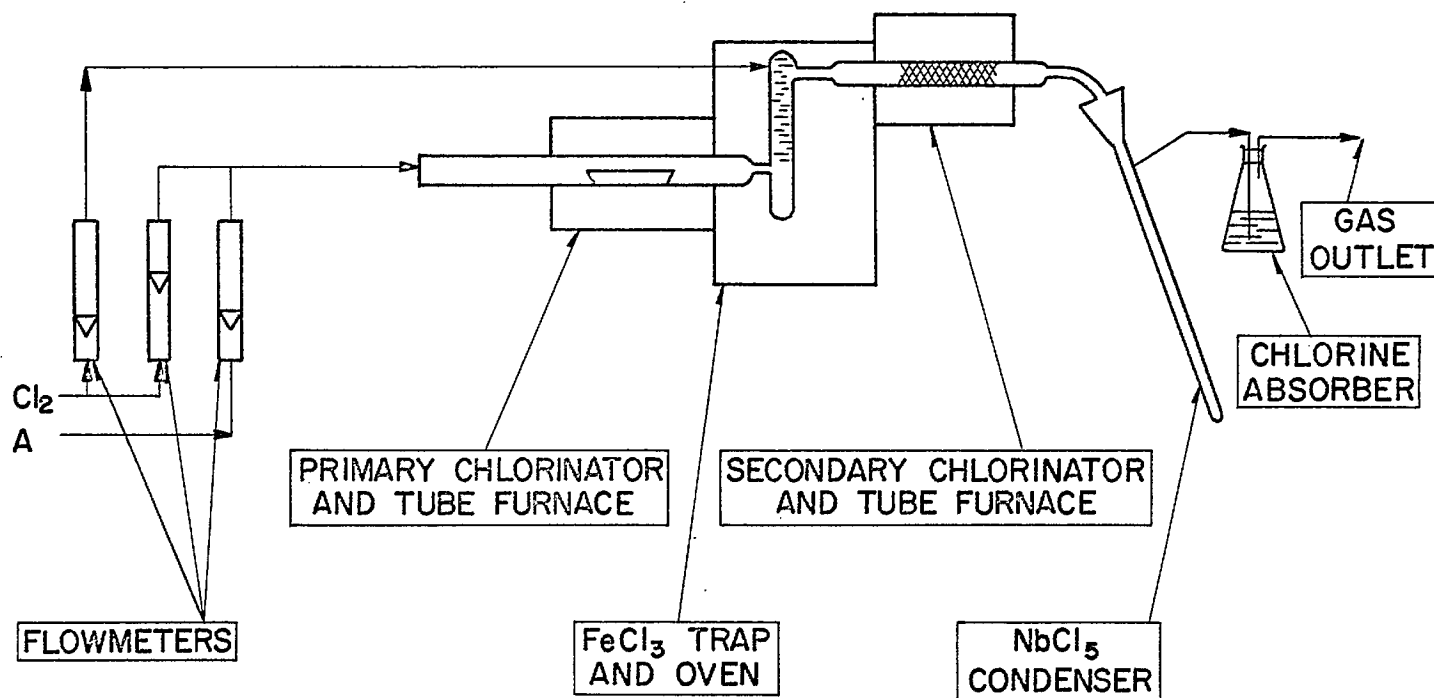 GAS
OUTLET
CHLORINE
ABSORBER
Cl₂
A
PRIMARY CHLORINATOR
AND TUBE FURNACE
SECONDARY CHLORINATOR
AND TUBE FURNACE
FLOWMETERS
FeCl₃ TRAP
AND OVEN
NbCl₅
CONDENSER